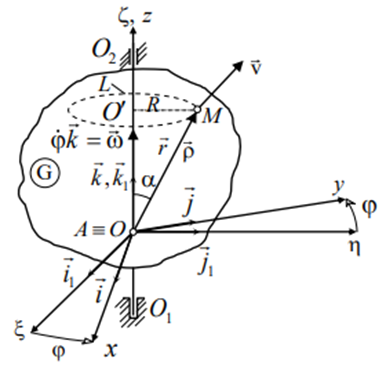 ζ, z
O₂
v⃗
L
O′
R
M
φ̇k⃗ = ω⃗
r⃗
ρ⃗
G
k⃗, k⃗₁
α
j⃗
y
φ
A ≡ O
η
i⃗₁
i⃗
j⃗₁
O₁
ξ
φ
x